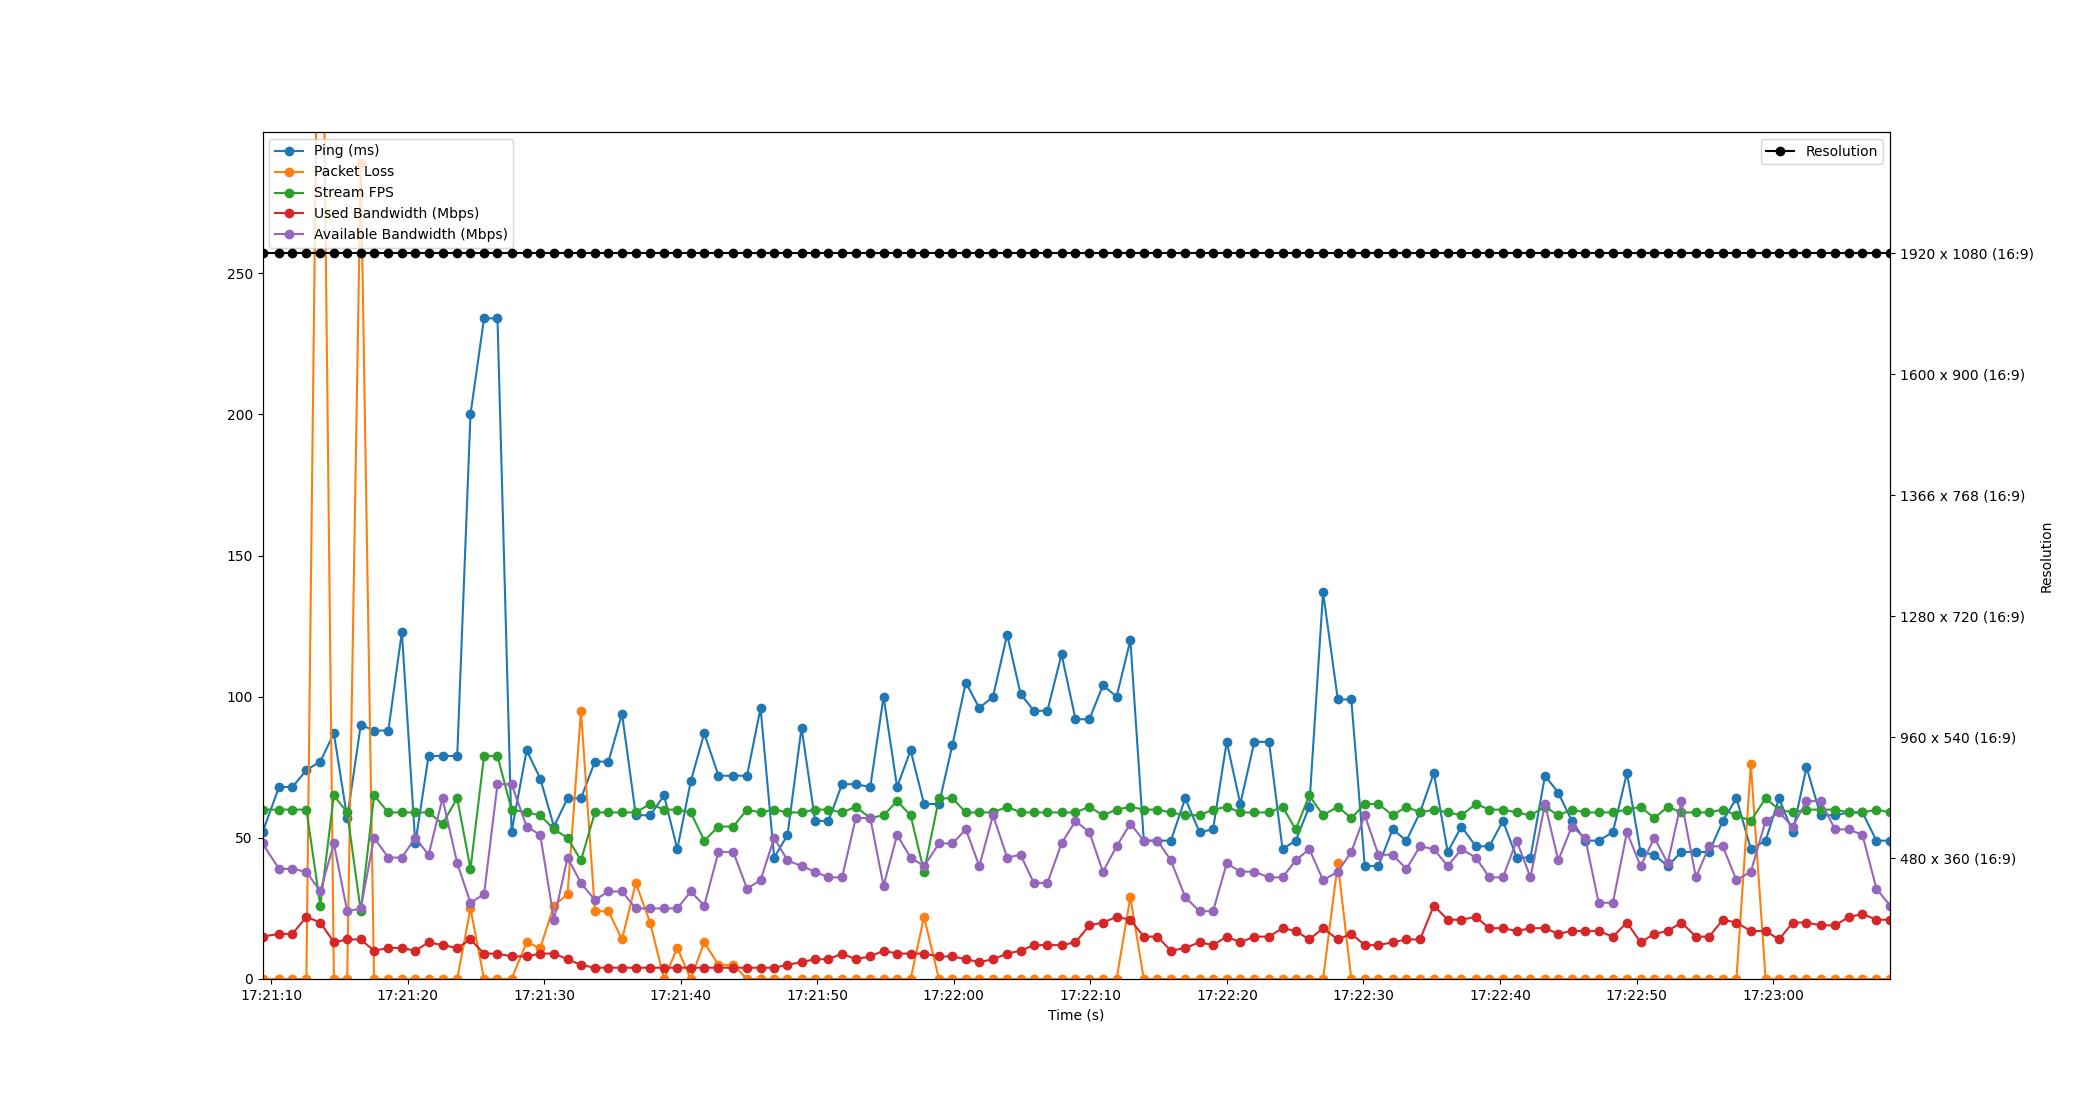 Ping (ms)
Packet Loss
Stream FPS
Used Bandwidth (Mbps)
Available Bandwidth (Mbps)
Resolution
250
200
150
100
50
0
1920 x 1080 (16:9)
1600 x 900 (16:9)
1366 x 768 (16:9)
1280 x 720 (16:9)
960 x 540 (16:9)
480 x 360 (16:9)
Resolution
17:21:10
17:21:20
17:21:30
17:21:40
17:21:50
17:22:00
17:22:10
17:22:20
17:22:30
17:22:40
17:22:50
17:23:00
Time (s)